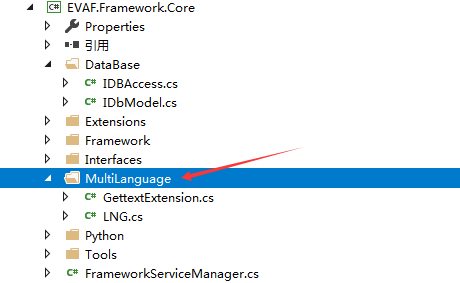 EVAF.Framework.Core
Properties
引用
DataBase
IDBAccess.cs
IDbModel.cs
Extensions
Framework
Interfaces
MultiLanguage
GettextExtension.cs
LNG.cs
Python
Tools
FrameworkServiceManager.cs